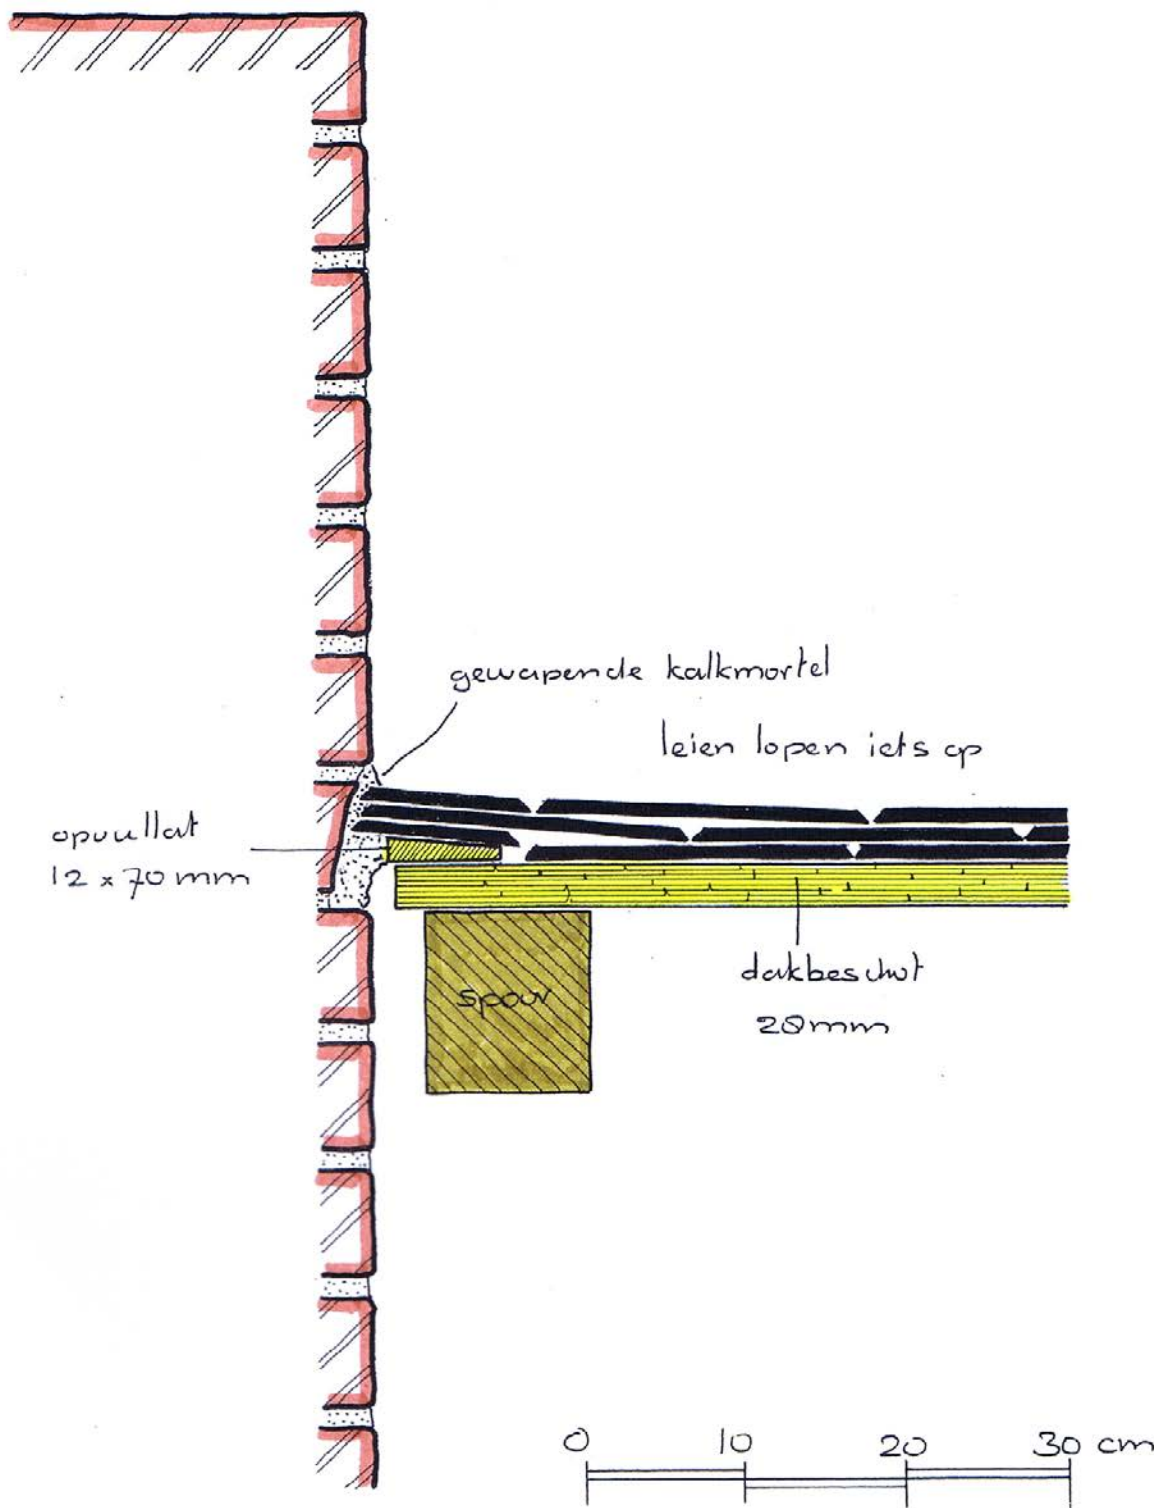 gewapende kalkmortel
leien lopen iets op
opvullat
12 x 70 mm
spoor
dakbeschot
20mm
0 10 20 30 cm